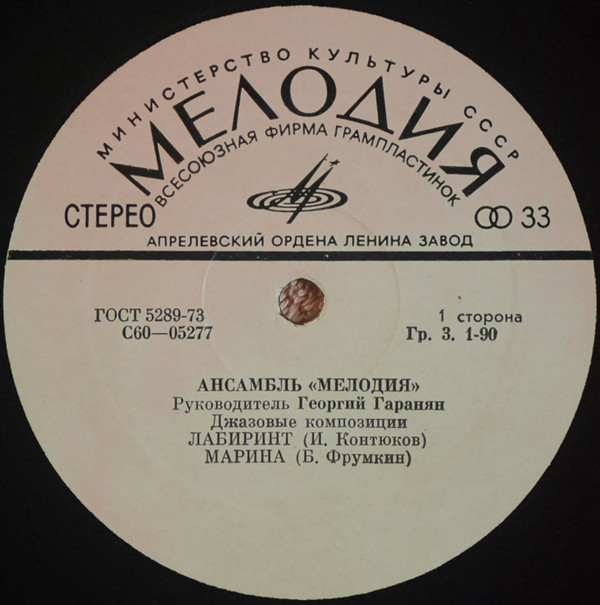 МИНИСТЕРСТВО КУЛЬТУРЫ СССР
МЕЛОДИЯ
ВСЕСОЮЗНАЯ ФИРМА ГРАМПЛАСТИНОК
СТЕРЕО
33
АПРЕЛЕВСКИЙ ОРДЕНА ЛЕНИНА ЗАВОД
ГОСТ 5289-73
С60—05277
1 сторона
Гр. 3. 1-90
АНСАМБЛЬ «МЕЛОДИЯ»
Руководитель Георгий Гаранян
Джазовые композиции
ЛАБИРИНТ (И. Контюков)
МАРИНА (Б. Фрумкин)